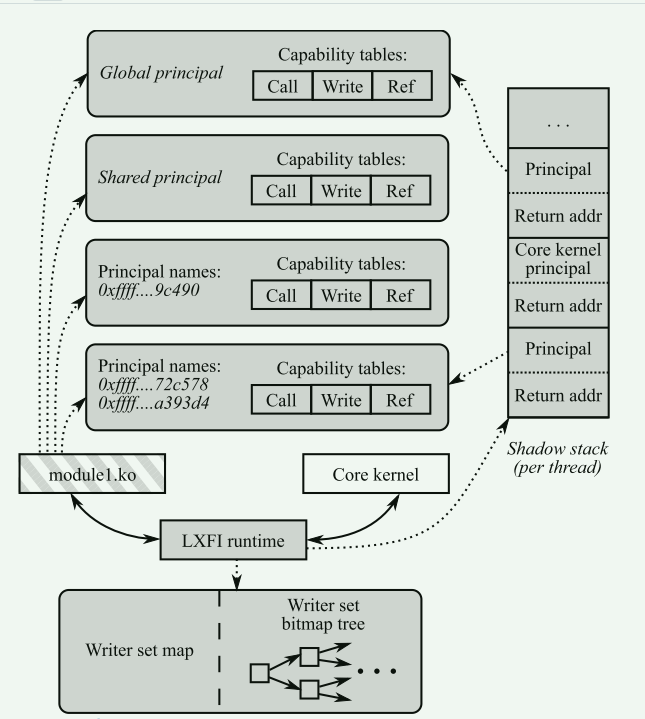 Global principal
Capability tables:
Call Write Ref
Shared principal
Capability tables:
Call Write Ref
Principal names:
0xffff....9c490
Capability tables:
Call Write Ref
Principal names:
0xffff....72c578
0xffff....a393d4
Capability tables:
Call Write Ref
. . .
Principal
Return addr
Core kernel
principal
Return addr
Principal
Return addr
Shadow stack
(per thread)
module1.ko
Core kernel
LXFI runtime
Writer set map
Writer set
bitmap tree
• • •